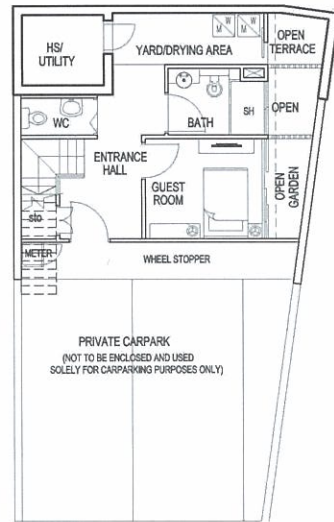 HS/
UTILITY
YARD/DRYING AREA
M
W
M
W
OPEN
TERRACE
WC
BATH
SH
OPEN
ENTRANCE
HALL
GUEST
ROOM
OPEN
GARDEN
sto
METER
WHEEL STOPPER
PRIVATE CARPARK
(NOT TO BE ENCLOSED AND USED
SOLELY FOR CARPARKING PURPOSES ONLY)